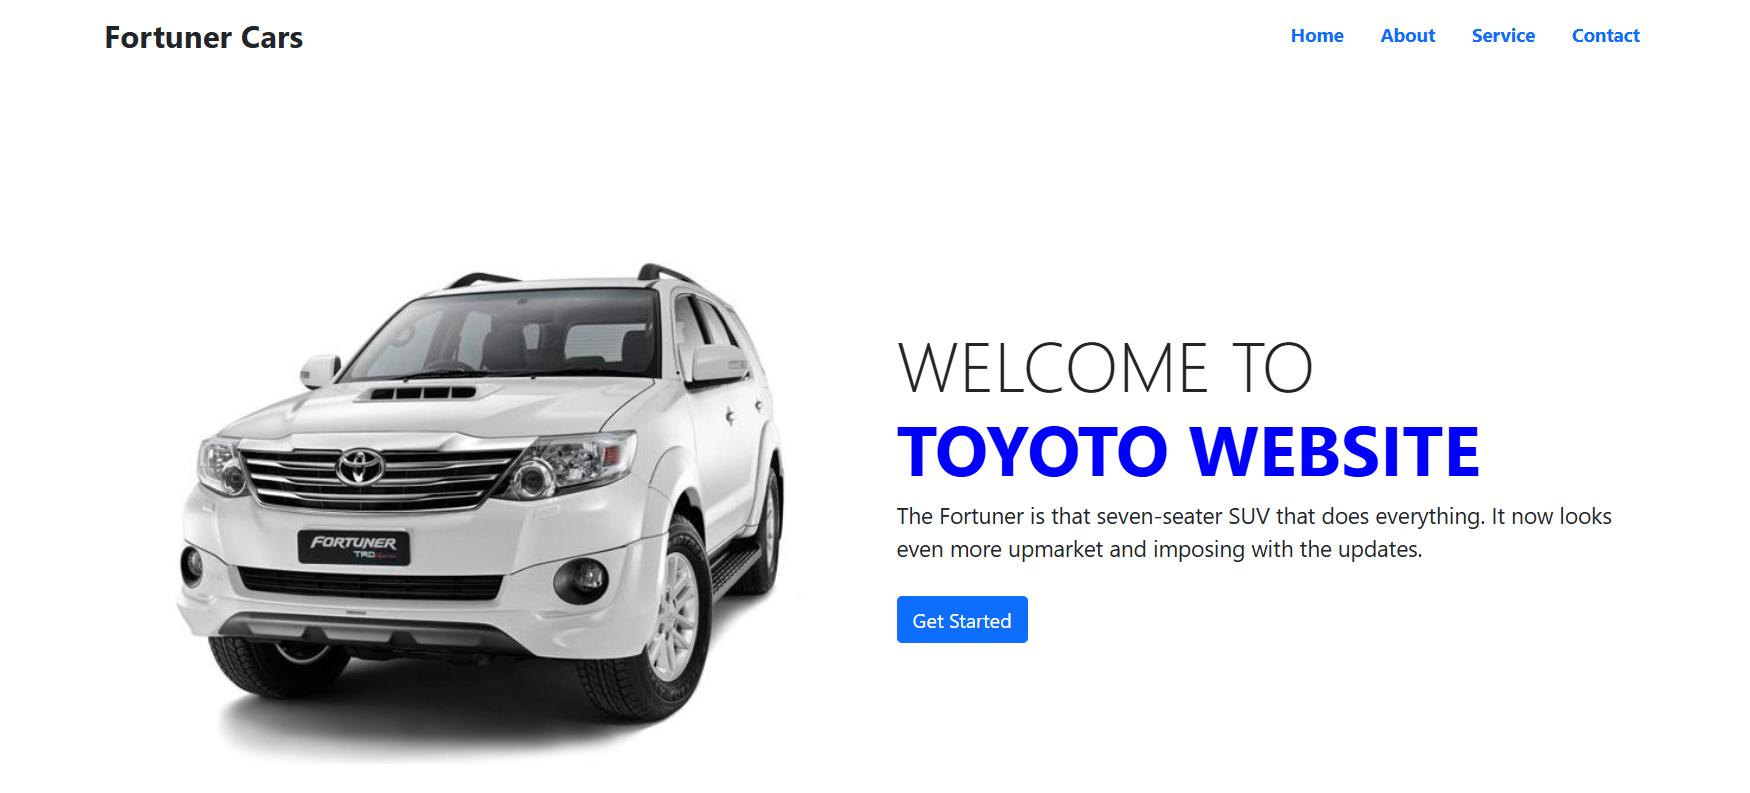 Fortuner Cars
Home About Service Contact
WELCOME TO
TOYOTO WEBSITE
The Fortuner is that seven-seater SUV that does everything. It now looks
even more upmarket and imposing with the updates.
Get Started
FORTUNER
TRD